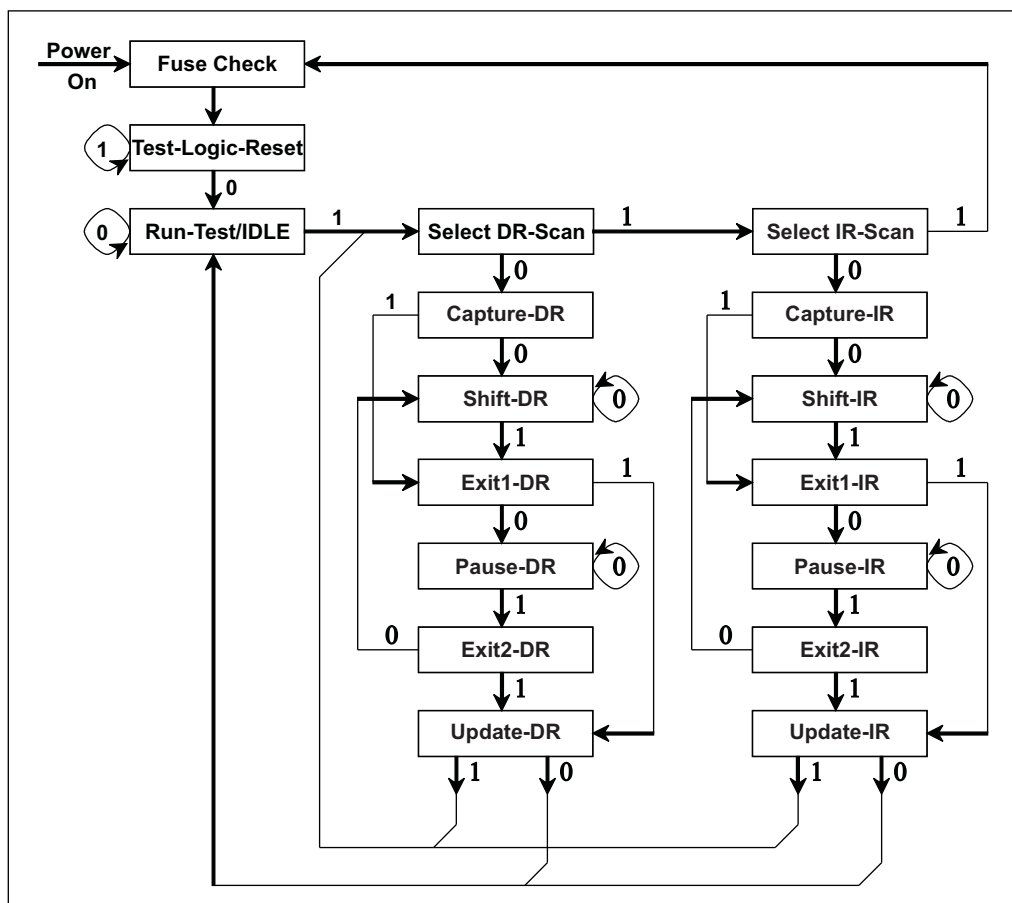 Power
On
Fuse Check
1
Test-Logic-Reset
0
0
Run-Test/IDLE
1
Select DR-Scan
1
Select IR-Scan
1
0
0
1
Capture-DR
1
Capture-IR
0
0
Shift-DR
0
Shift-IR
0
1
1
Exit1-DR
1
Exit1-IR
1
0
0
Pause-DR
0
Pause-IR
0
1
1
0
Exit2-DR
0
Exit2-IR
1
1
Update-DR
Update-IR
1
0
1
0